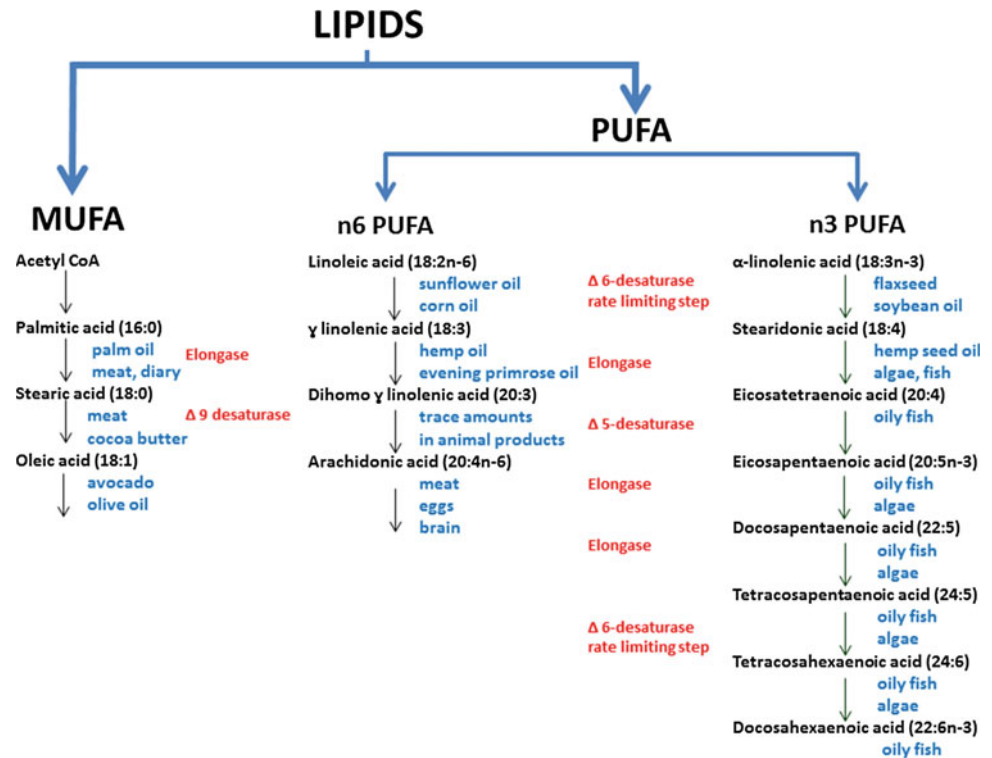 LIPIDS
PUFA
MUFA
n6 PUFA
n3 PUFA
Acetyl CoA
Palmitic acid (16:0)
palm oil
meat, diary
Elongase
Stearic acid (18:0)
meat
cocoa butter
Δ 9 desaturase
Oleic acid (18:1)
avocado
olive oil
Linoleic acid (18:2n-6)
sunflower oil
corn oil
ɣ linolenic acid (18:3)
hemp oil
evening primrose oil
Dihomo ɣ linolenic acid (20:3)
trace amounts
in animal products
Arachidonic acid (20:4n-6)
meat
eggs
brain
Δ 6-desaturase
rate limiting step
Elongase
Δ 5-desaturase
Elongase
Elongase
Δ 6-desaturase
rate limiting step
α-linolenic acid (18:3n-3)
flaxseed
soybean oil
Stearidonic acid (18:4)
hemp seed oil
algae, fish
Eicosatetraenoic acid (20:4)
oily fish
Eicosapentaenoic acid (20:5n-3)
oily fish
algae
Docosapentaenoic acid (22:5)
oily fish
algae
Tetracosapentaenoic acid (24:5)
oily fish
algae
Tetracosahexaenoic acid (24:6)
oily fish
algae
Docosahexaenoic acid (22:6n-3)
oily fish